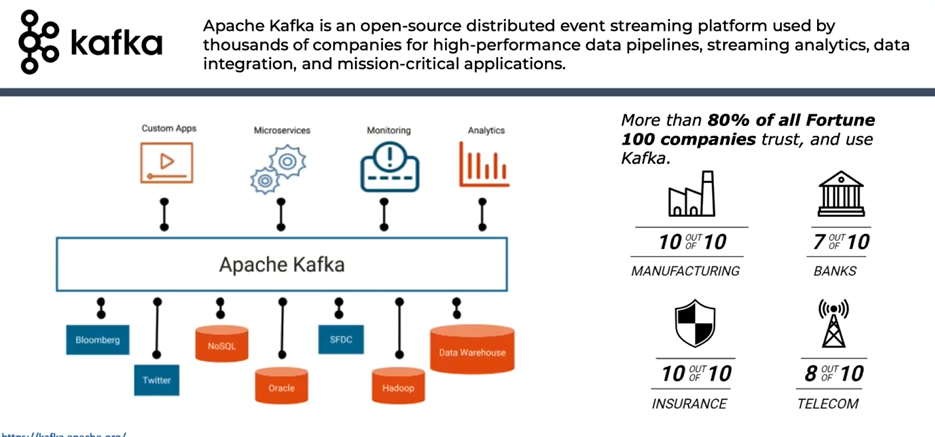 kafka
Apache Kafka is an open-source distributed event streaming platform used by
thousands of companies for high-performance data pipelines, streaming analytics, data
integration, and mission-critical applications.
Custom Apps
Microservices
Monitoring
Analytics
Apache Kafka
Bloomberg
Twitter
NoSQL
Oracle
SFDC
Hadoop
Data Warehouse
More than 80% of all Fortune
100 companies trust, and use
Kafka.
10 OUT OF 10
MANUFACTURING
7 OUT OF 10
BANKS
10 OUT OF 10
INSURANCE
8 OUT OF 10
TELECOM
https://kafka.apache.org/